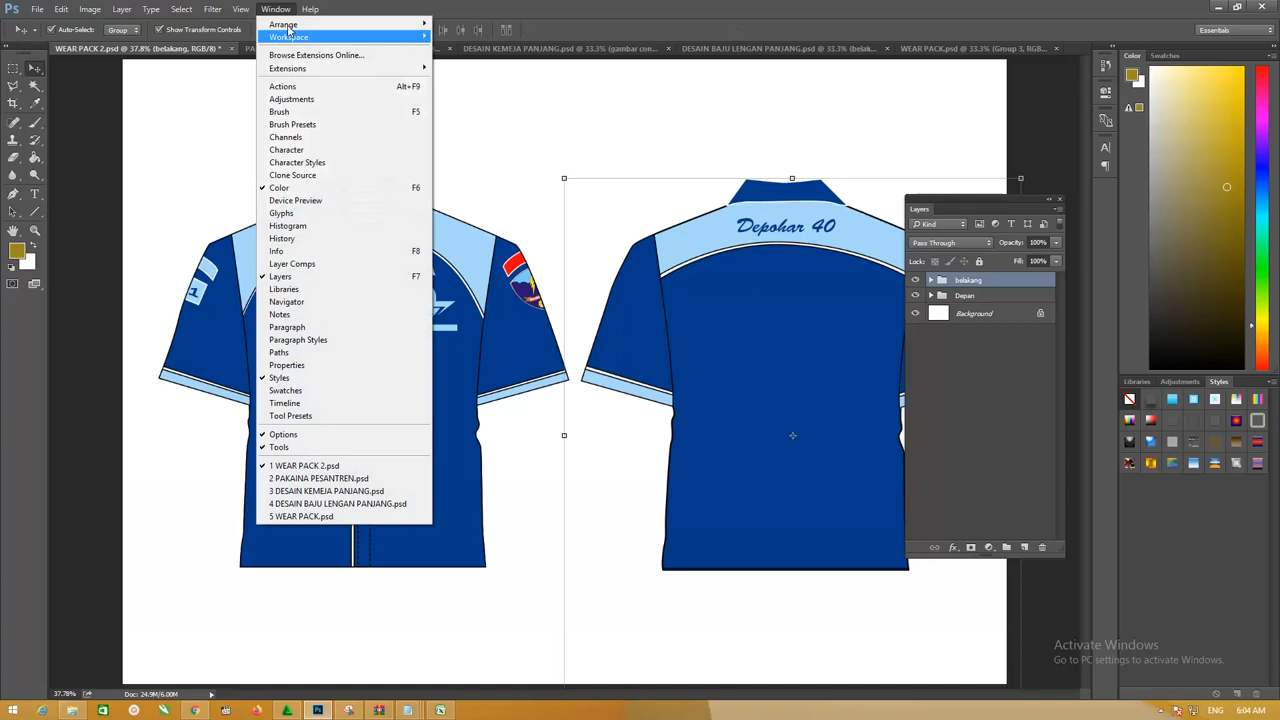 Ps File Edit Image Layer Type Select Filter View Window Help
Auto-Select: Group Show Transform Controls Essentials
WEAR PACK 2.psd @ 37.8% (belakang, RGB/8) * DESAIN KEMEJA PANJANG.psd @ 33.3% (gambar con... DESAIN BAJU LENGAN PANJANG.psd @ 33.3% (belak... WEAR PACK.psd @ 33.3% (Group 3, RGB/8)
Arrange
Workspace
Browse Extensions Online...
Extensions
Actions Alt+F9
Adjustments
Brush F5
Brush Presets
Channels
Character
Character Styles
Clone Source
Color F6
Device Preview
Glyphs
Histogram
History
Info F8
Layer Comps
Layers F7
Libraries
Navigator
Notes
Paragraph
Paragraph Styles
Paths
Properties
Styles
Swatches
Timeline
Tool Presets
Options
Tools
1 WEAR PACK 2.psd
2 PAKAINA PESANTREN.psd
3 DESAIN KEMEJA PANJANG.psd
4 DESAIN BAJU LENGAN PANJANG.psd
5 WEAR PACK.psd
1
Depohar 40
Color
Layers
Kind
Pass Through Opacity: 100%
Lock: Fill: 100%
belakang
Depan
Background
Libraries Adjustments Styles
Activate Windows
Go to PC settings to activate Windows.
37.78% Doc: 24.9M/6.00M
ENG 6:04 AM